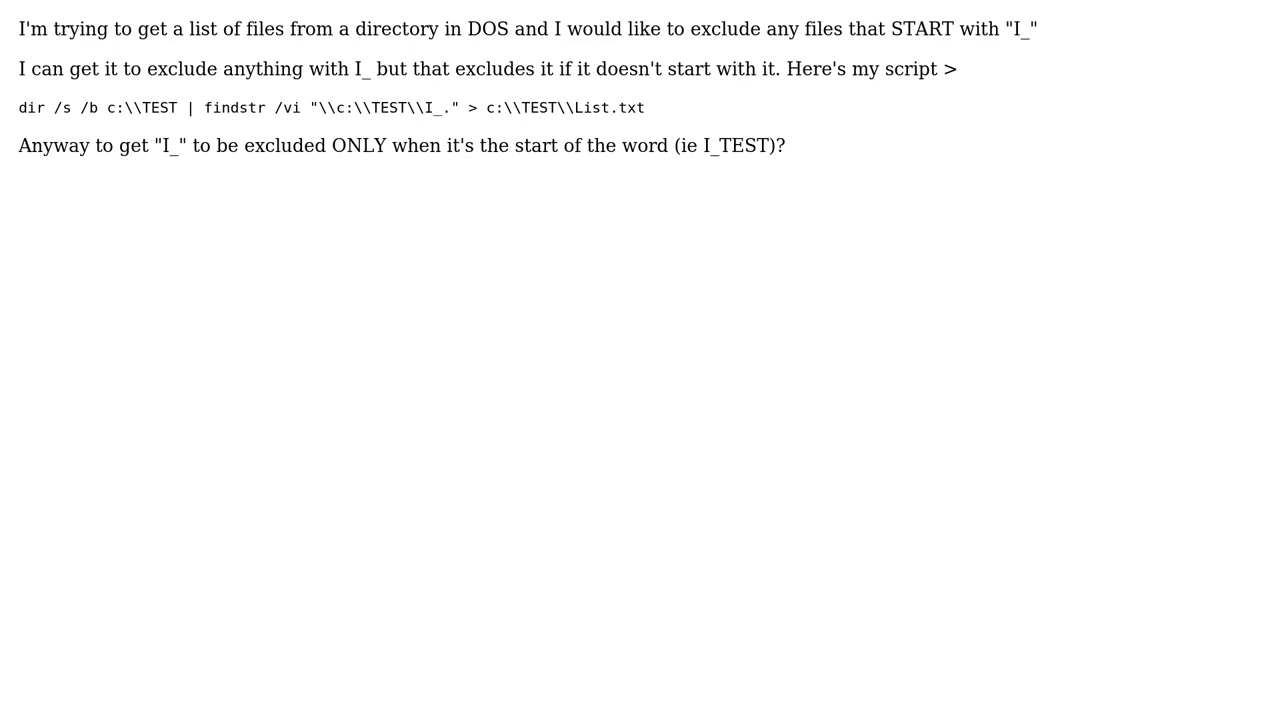 I'm trying to get a list of files from a directory in DOS and I would like to exclude any files that START with "I_"
I can get it to exclude anything with I_ but that excludes it if it doesn't start with it. Here's my script >
dir /s /b c:\\TEST | findstr /vi "\\c:\\TEST\\I_." > c:\\TEST\\List.txt
Anyway to get "I_" to be excluded ONLY when it's the start of the word (ie I_TEST)?